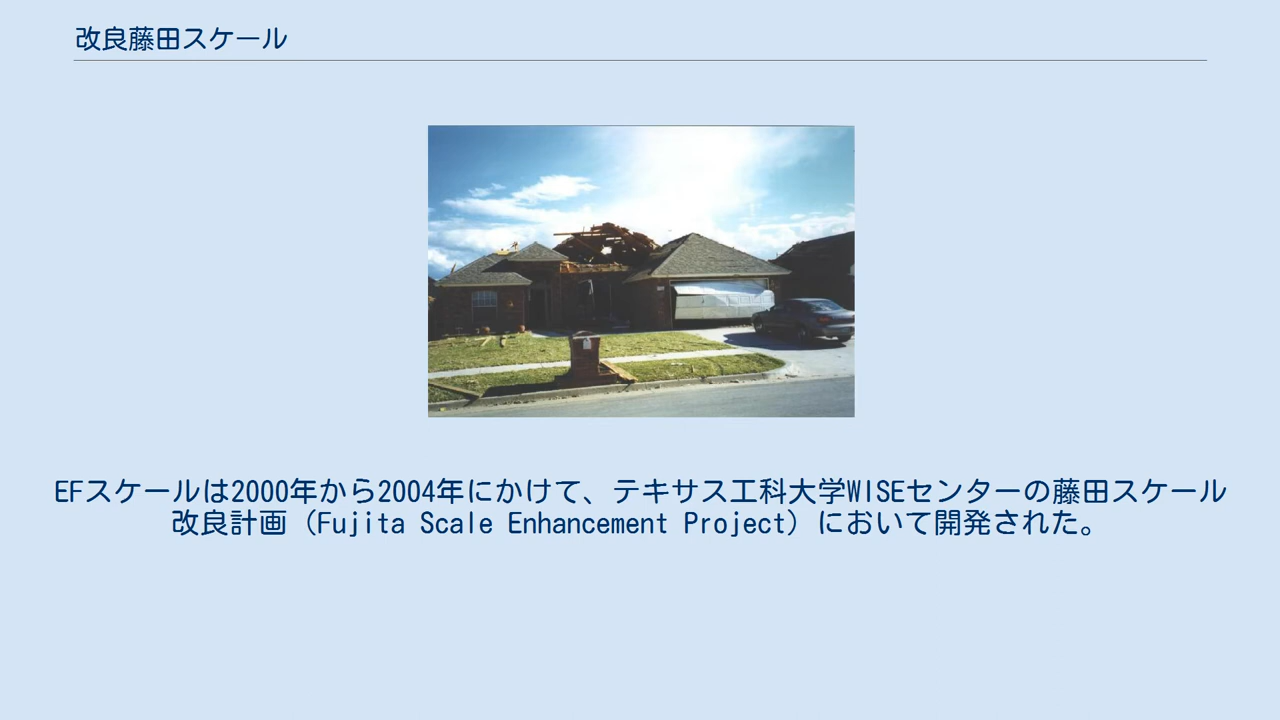 改良藤田スケール
EFスケールは2000年から2004年にかけて、テキサス工科大学WISEセンターの藤田スケール
改良計画（Fujita Scale Enhancement Project）において開発された。